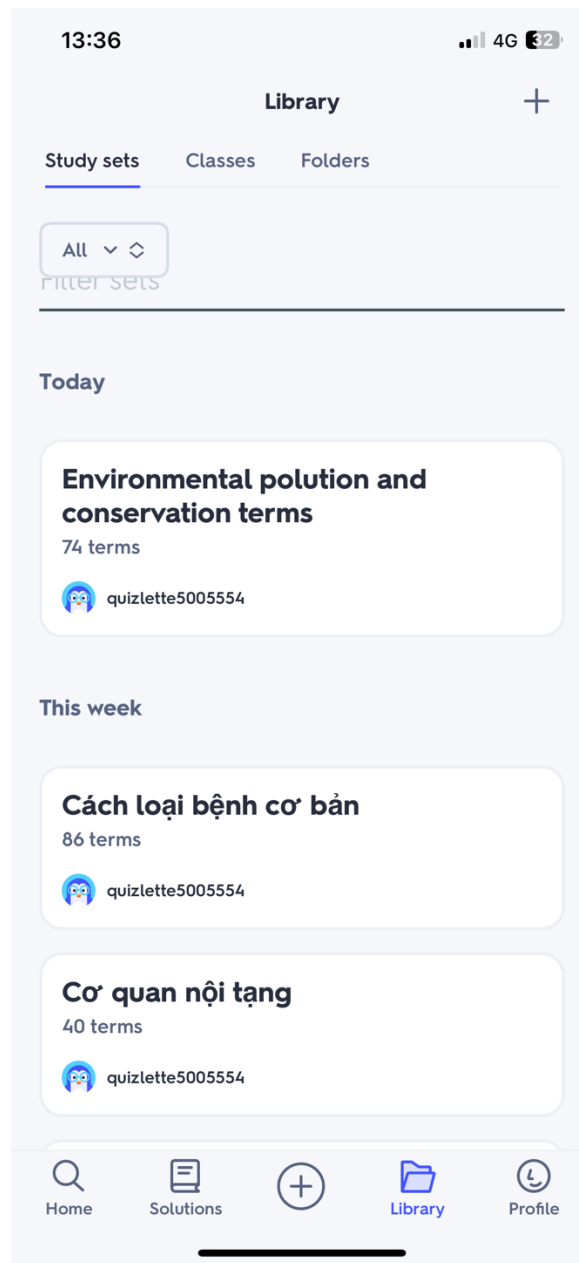 13:36
4G 32
Library
Study sets Classes Folders
All
Filter sets
Today
Environmental polution and
conservation terms
74 terms
quizlette5005554
This week
Cách loại bệnh cơ bản
86 terms
quizlette5005554
Cơ quan nội tạng
40 terms
quizlette5005554
Home Solutions Library Profile